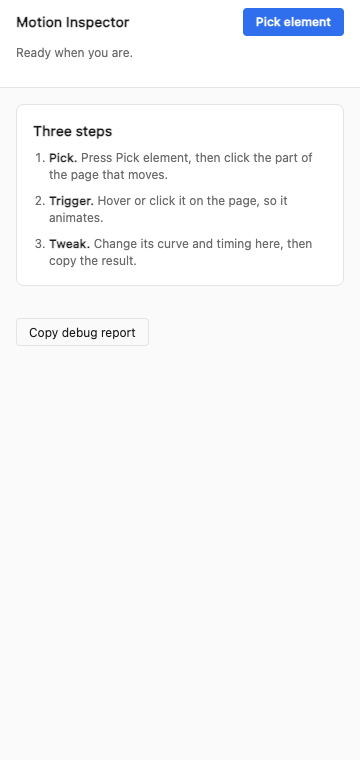 Motion Inspector
Pick element
Ready when you are.
Three steps
1. Pick. Press Pick element, then click the part of
the page that moves.
2. Trigger. Hover or click it on the page, so it
animates.
3. Tweak. Change its curve and timing here, then
copy the result.
Copy debug report